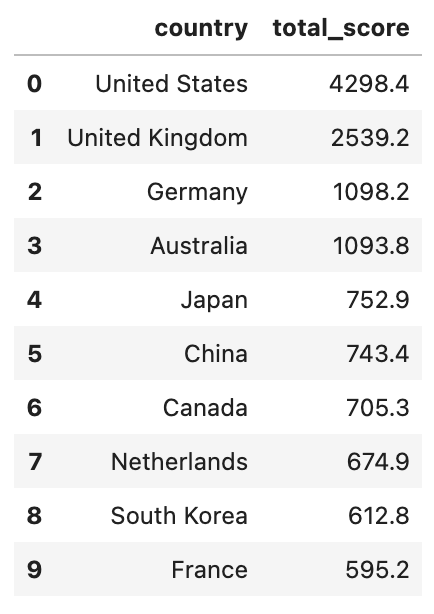 country total_score
0 United States 4298.4
1 United Kingdom 2539.2
2 Germany 1098.2
3 Australia 1093.8
4 Japan 752.9
5 China 743.4
6 Canada 705.3
7 Netherlands 674.9
8 South Korea 612.8
9 France 595.2